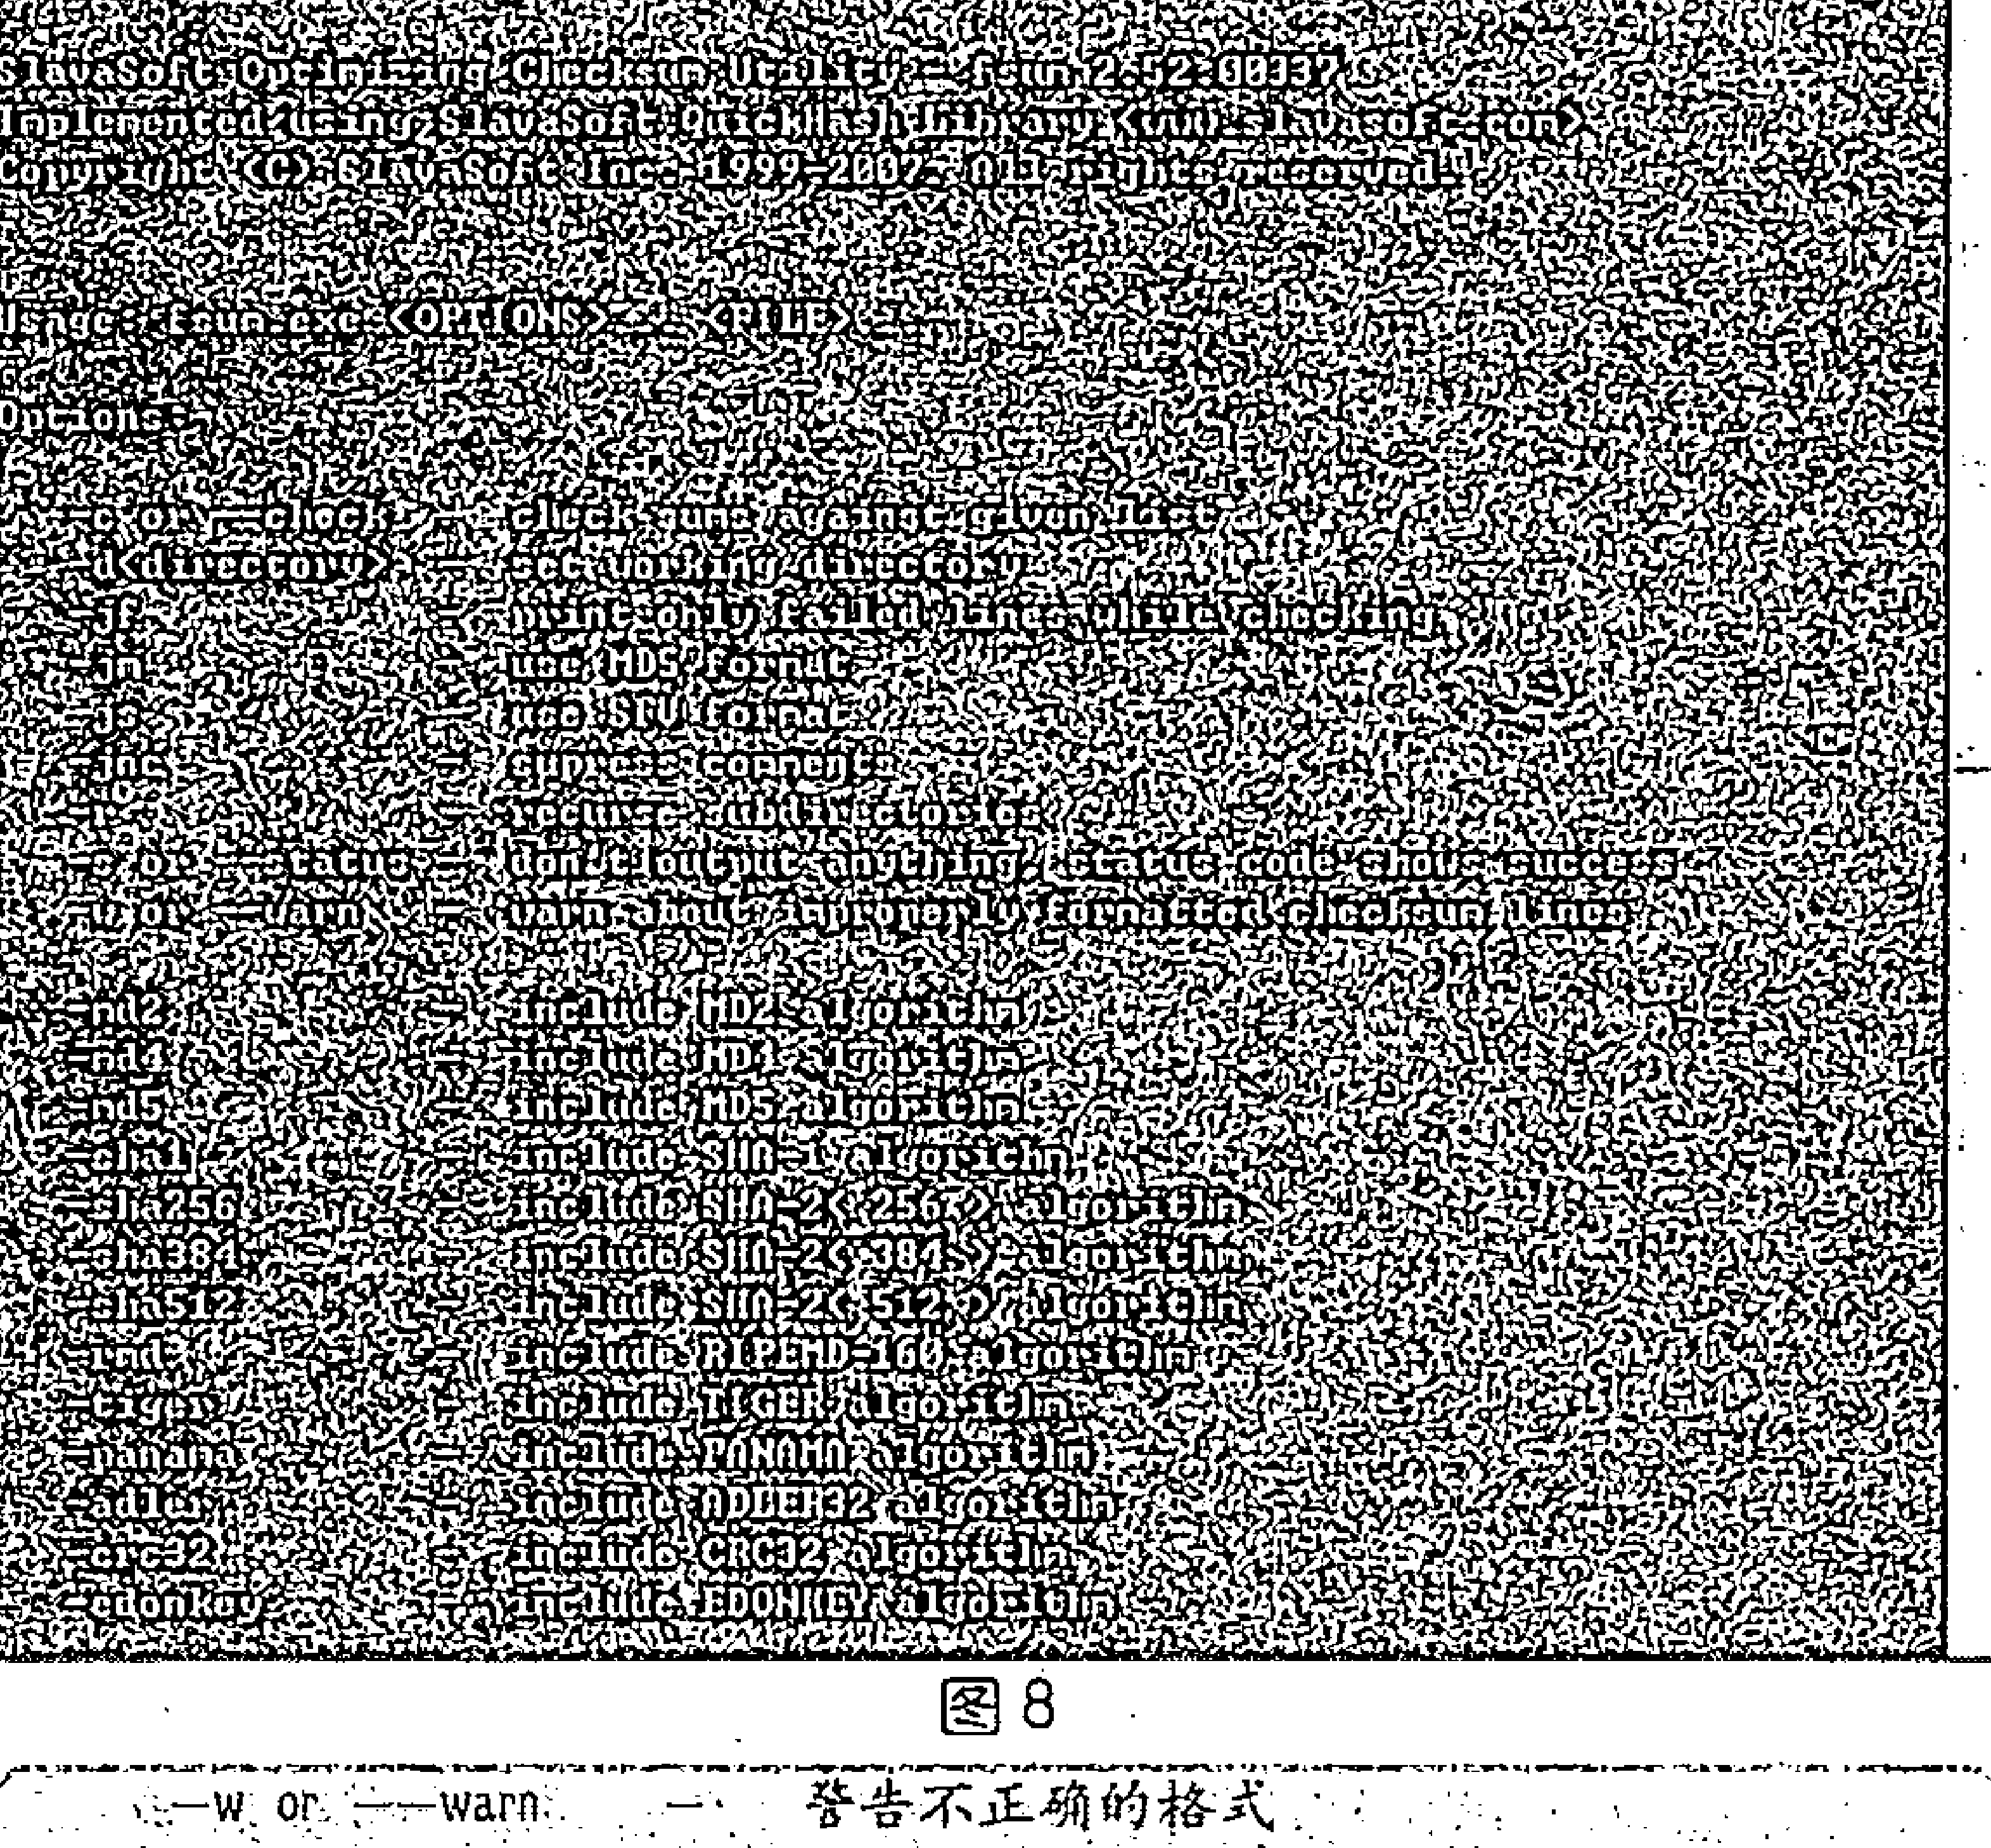 SlavaSoft Optimizing Checksum Utility - fsum 2.52.00337
Implemented using SlavaSoft QuickHash Library <www.slavasoft.com>
Copyright (C) SlavaSoft Inc. 1999-2007. All rights reserved.
Usage: fsum.exe <OPTIONS> <FILE>
Options:
-c or --check - check sums against given list
-d<directory> - set working directory
-jf - print only failed lines while checking
-jm - use MD5 format
-js - use SFV format
-jnc - supress comments
-r - recurse subdirectories
-s or --status - don't output anything, status code shows success
-w or --warn - warn about improperly formatted checksum lines
-md2 - include MD2 algorithm
-md4 - include MD4 algorithm
-md5 - include MD5 algorithm
-sha1 - include SHA-1 algorithm
-sha256 - include SHA-2( 256 ) algorithm
-sha384 - include SHA-2( 384 ) algorithm
-sha512 - include SHA-2( 512 ) algorithm
-rmd - include RIPEMD-160 algorithm
-tiger - include TIGER algorithm
-panama - include PANAMA algorithm
-adler - include ADLER32 algorithm
-crc32 - include CRC32 algorithm
-edonkey - include EDONKEY algorithm
图 8
—w or ——warn — 警告不正确的格式